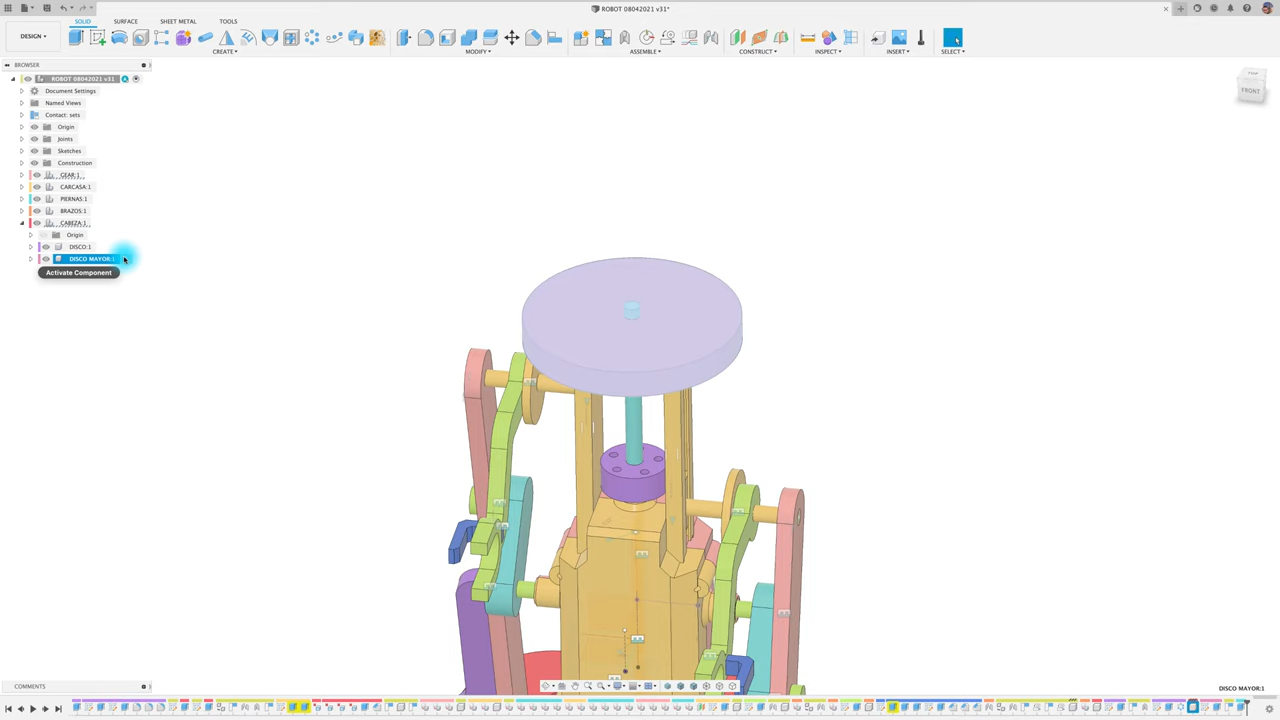 ROBOT 08042021 v31*
SOLID SURFACE SHEET METAL TOOLS
DESIGN
CREATE MODIFY ASSEMBLE CONSTRUCT INSPECT INSERT SELECT
BROWSER
ROBOT 08042021 v31
Document Settings
Named Views
Contact: sets
Origin
Joints
Sketches
Construction
GEAR:1
CARCASA:1
PIERNAS:1
BRAZOS:1
CABEZA:1
Origin
DISCO:1
DISCO MAYOR:1
Activate Component
TOP
FRONT
COMMENTS
DISCO MAYOR:1